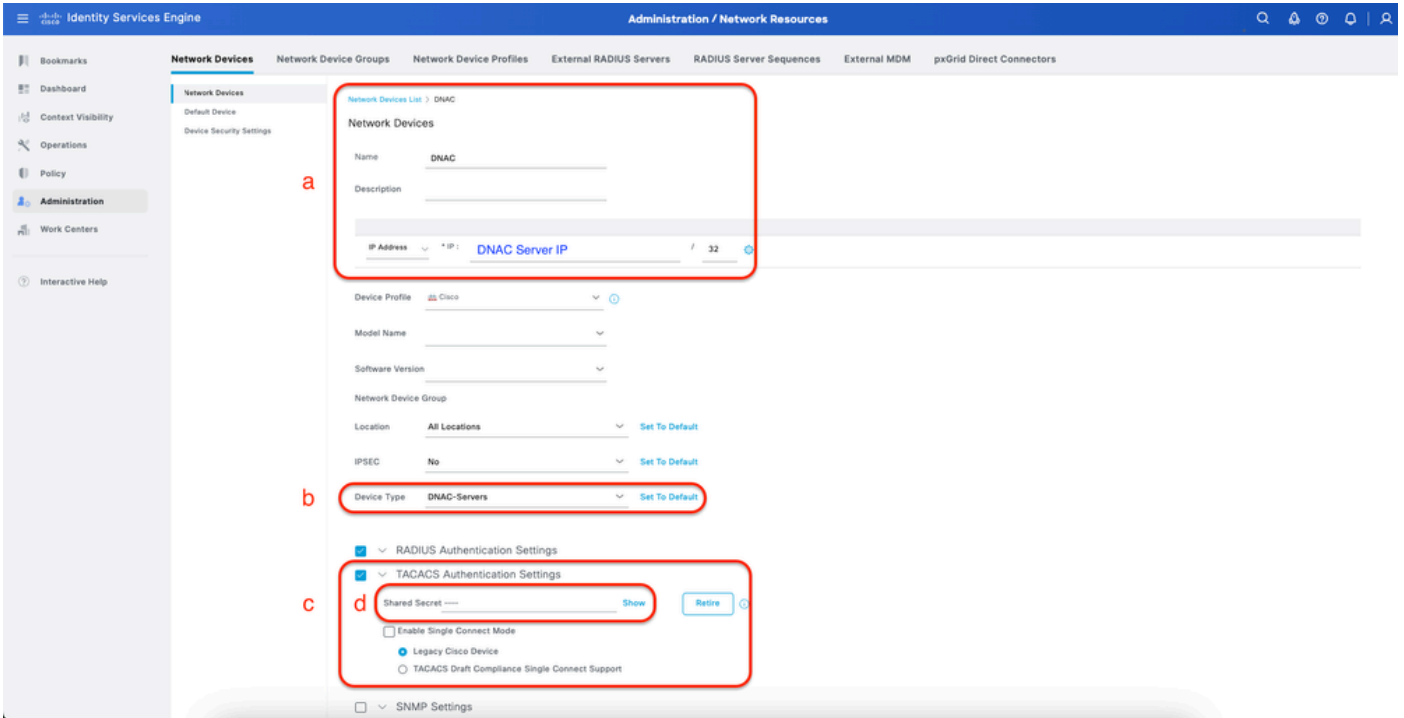 cisco Identity Services Engine
Administration / Network Resources
Bookmarks
Dashboard
Context Visibility
Operations
Policy
Administration
Work Centers
Interactive Help
Network Devices Network Device Groups Network Device Profiles External RADIUS Servers RADIUS Server Sequences External MDM pxGrid Direct Connectors
Network Devices
Default Device
Device Security Settings
Network Devices List > DNAC
Network Devices
Name DNAC
a
Description
IP Address * IP : DNAC Server IP / 32
Device Profile Cisco
Model Name
Software Version
Network Device Group
Location All Locations Set To Default
IPSEC No Set To Default
b Device Type DNAC-Servers Set To Default
RADIUS Authentication Settings
TACACS Authentication Settings
c d Shared Secret ----- Show Retire
Enable Single Connect Mode
Legacy Cisco Device
TACACS Draft Compliance Single Connect Support
SNMP Settings